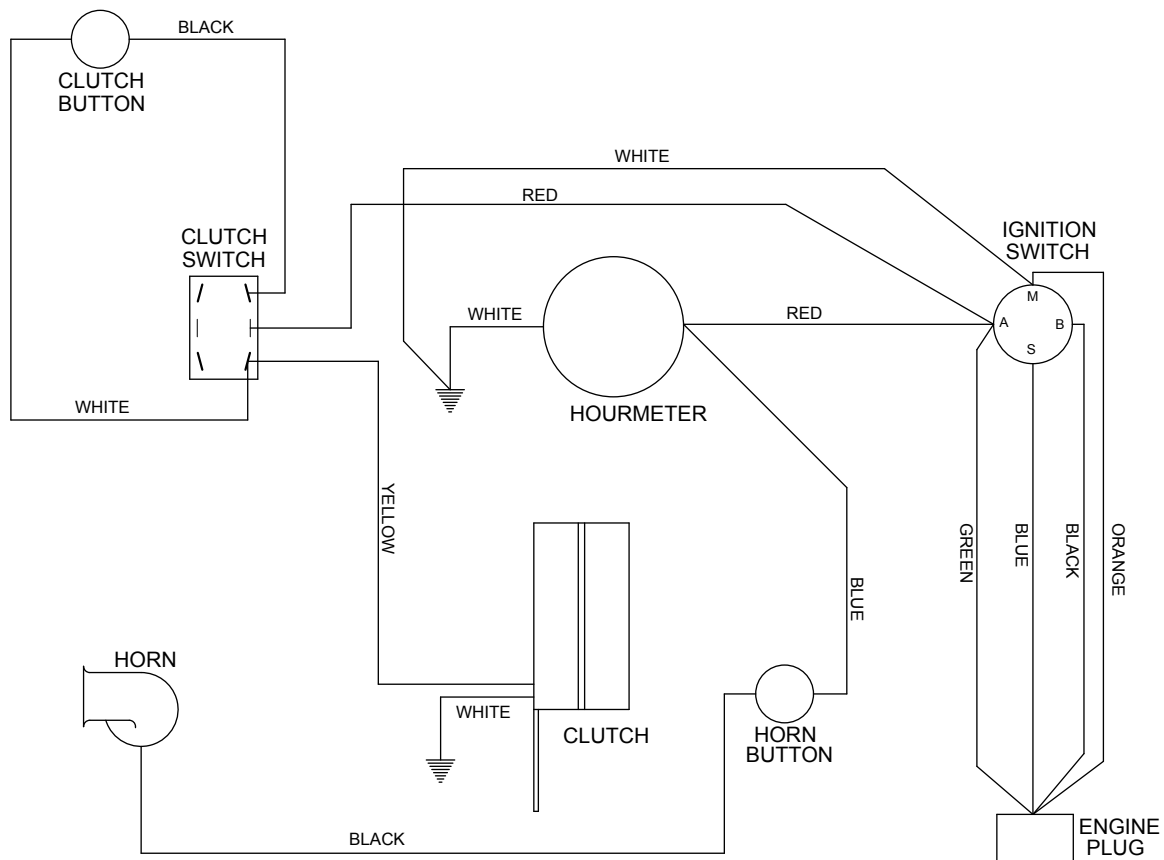 BLACK
CLUTCH
BUTTON
WHITE
RED
IGNITION
SWITCH
CLUTCH
SWITCH
M
A
B
S
WHITE
RED
HOURMETER
WHITE
YELLOW
GREEN
BLUE
BLACK
ORANGE
BLUE
HORN
WHITE
CLUTCH
HORN
BUTTON
BLACK
ENGINE
PLUG